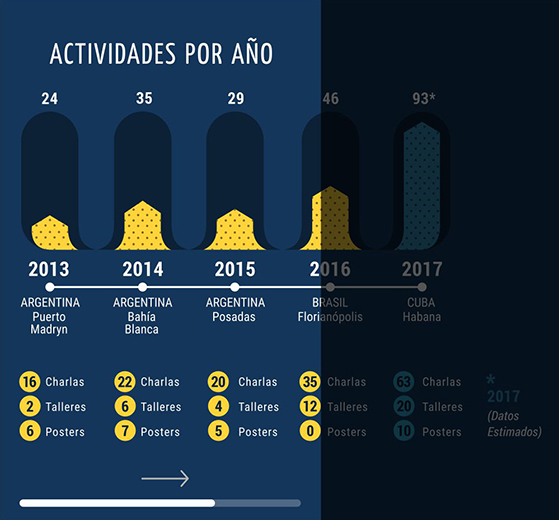 ACTIVIDADES POR AÑO
24 35 29 46 93*
2013 2014 2015 2016 2017
ARGENTINA ARGENTINA ARGENTINA BRASIL CUBA
Puerto Bahía Posadas Florianópolis Habana
Madryn Blanca
16 Charlas 22 Charlas 20 Charlas 35 Charlas 63 Charlas
*
2017
2 Talleres 6 Talleres 4 Talleres 12 Talleres 20 Talleres
(Datos
6 Posters 7 Posters 5 Posters 0 Posters 10 Posters
Estimados)